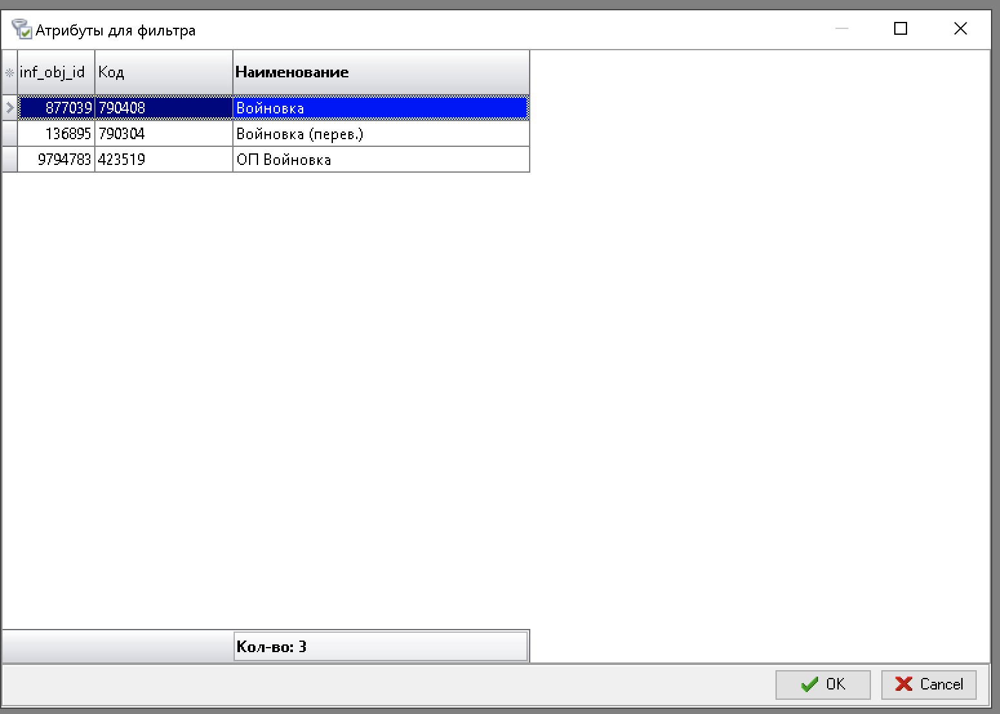 Атрибуты для фильтра
inf_obj_id Код Наименование
877039 790408 Войновка
136895 790304 Войновка (перев.)
9794783 423519 ОП Войновка
Кол-во: 3
OK Cancel